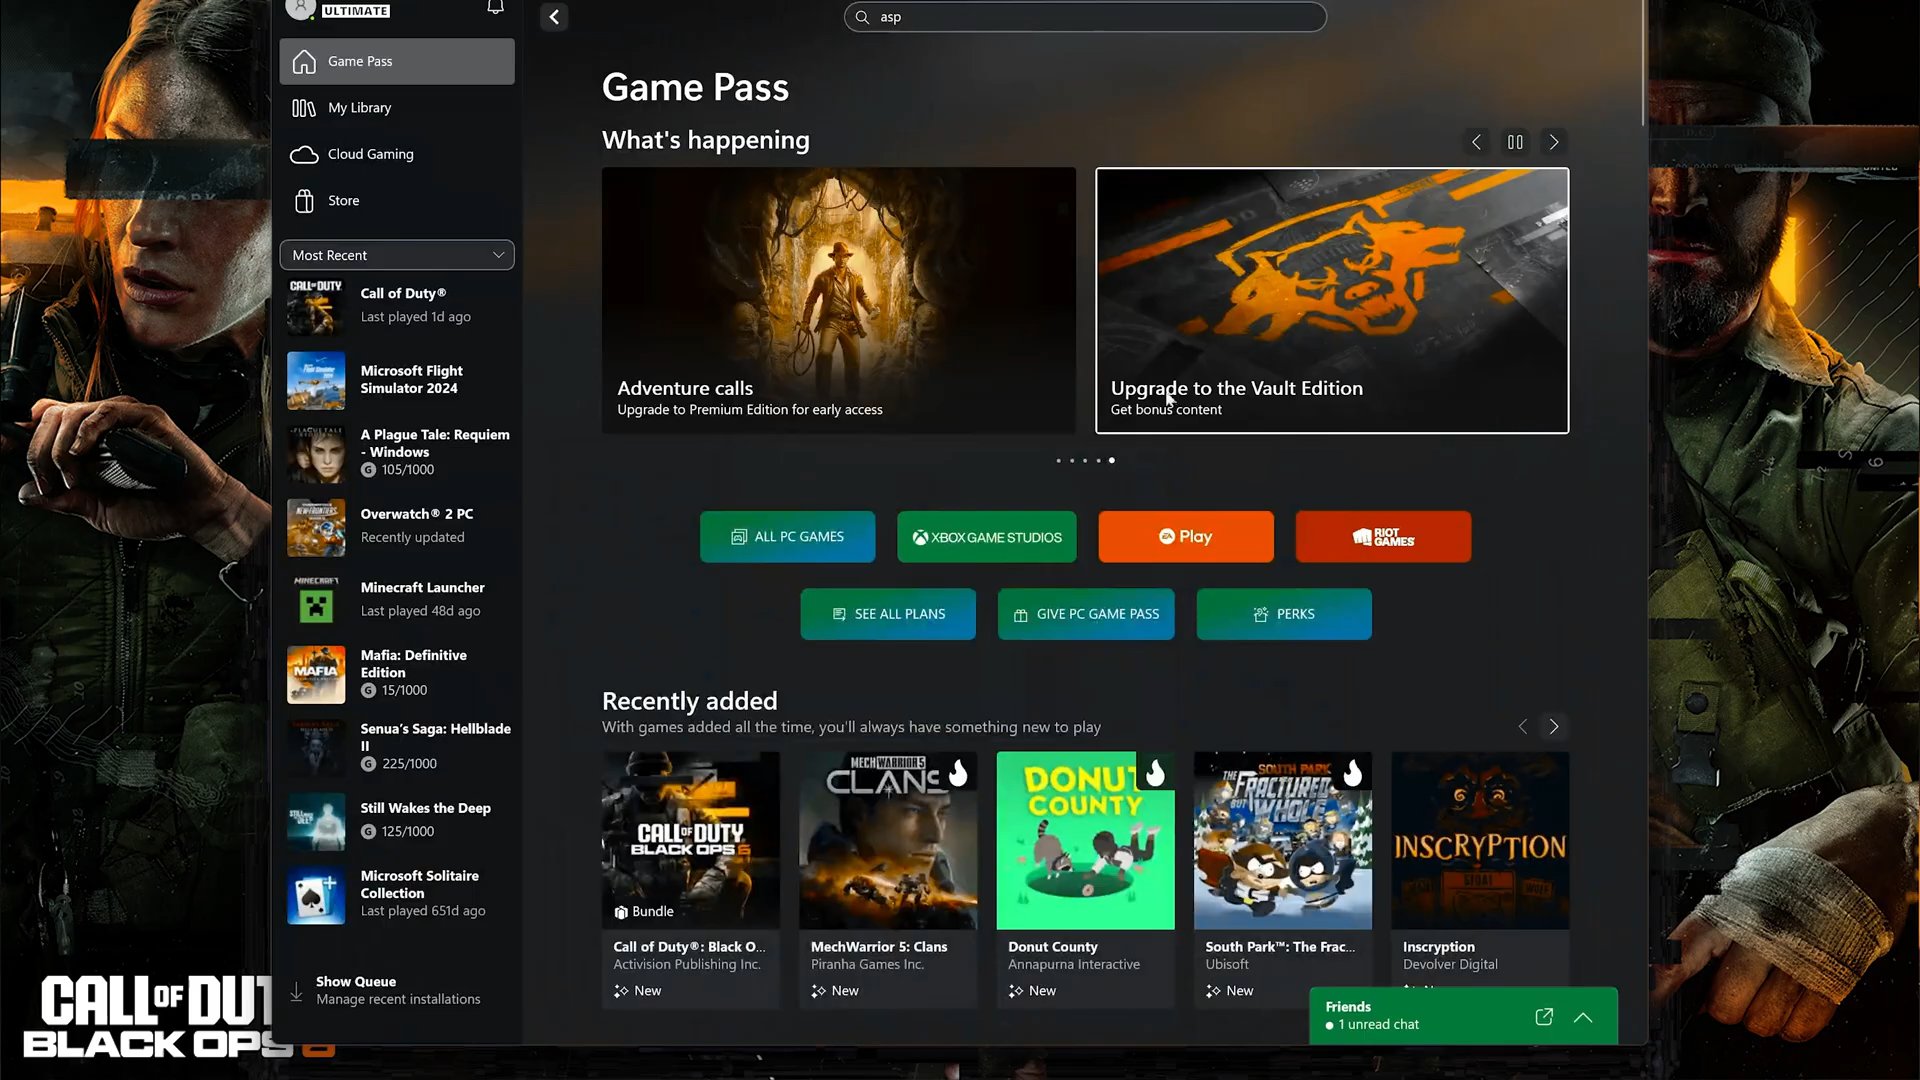 ULTIMATE
asp
Game Pass
My Library
Cloud Gaming
Store
Most Recent
CALL OF DUTY
Call of Duty®
Last played 1d ago
Microsoft Flight
Simulator 2024
A Plague Tale: Requiem
- Windows
G 105/1000
Overwatch® 2 PC
Recently updated
MINECRAFT
Minecraft Launcher
Last played 48d ago
MAFIA
Mafia: Definitive
Edition
G 15/1000
Senua's Saga: Hellblade
II
G 225/1000
Still Wakes the Deep
G 125/1000
Microsoft Solitaire
Collection
Last played 651d ago
Show Queue
Manage recent installations
Game Pass
What's happening
Adventure calls
Upgrade to Premium Edition for early access
Upgrade to the Vault Edition
Get bonus content
ALL PC GAMES
XBOX GAME STUDIOS
EA Play
RIOT
GAMES
SEE ALL PLANS
GIVE PC GAME PASS
PERKS
Recently added
With games added all the time, you'll always have something new to play
CALL OF DUTY
BLACK OPS 6
Bundle
Call of Duty®: Black O...
Activision Publishing Inc.
New
MECHWARRIOR 5
CLANS
MechWarrior 5: Clans
Piranha Games Inc.
New
DONUT
COUNTY
Donut County
Annapurna Interactive
New
SOUTH PARK
THE FRACTURED
BUT WHOLE
South Park™: The Frac...
Ubisoft
New
INSCRYPTION
Inscryption
Devolver Digital
Friends
1 unread chat
CALL OF DUT
BLACK OPS 6